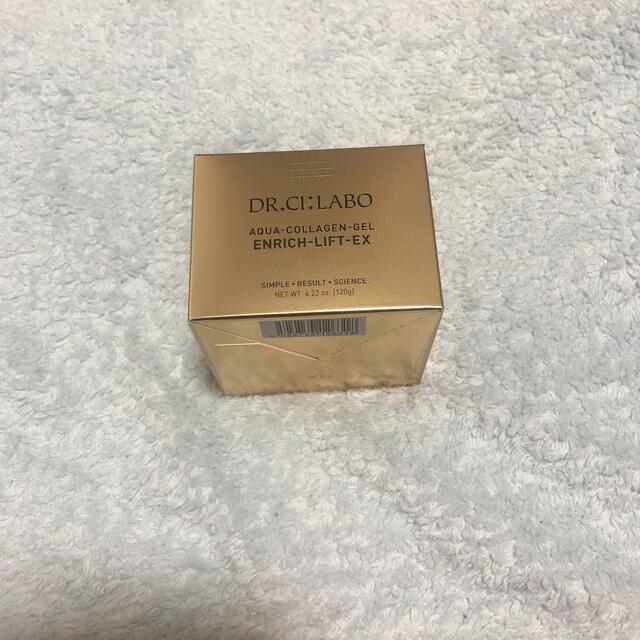 DR.CI:LABO
AQUA-COLLAGEN-GEL
ENRICH-LIFT-EX
SIMPLE + RESULT + SCIENCE
NET WT. 4.23 oz. (120g)